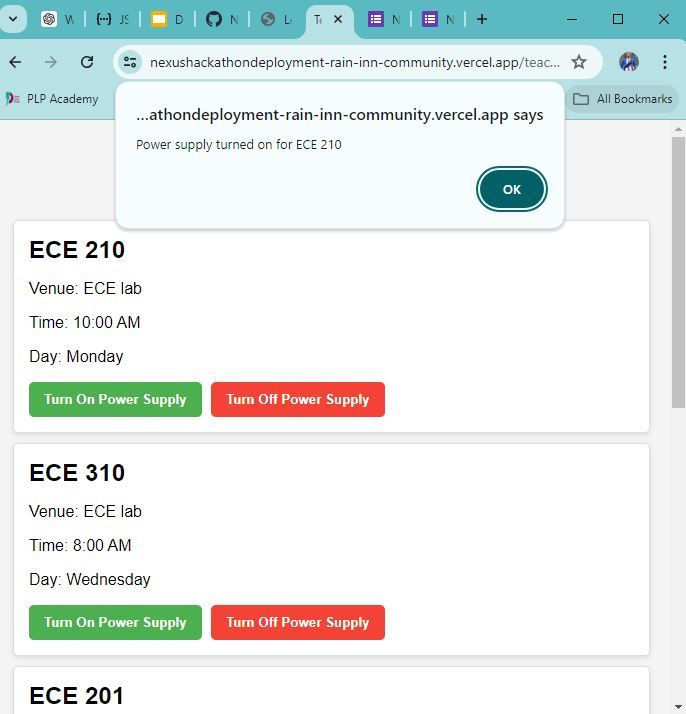 W
JS
D
N
Lo
Te
N
N
nexushackathondeployment-rain-inn-community.vercel.app/teac...
PLP Academy
All Bookmarks
...athondeployment-rain-inn-community.vercel.app says
Power supply turned on for ECE 210
OK
ECE 210
Venue: ECE lab
Time: 10:00 AM
Day: Monday
Turn On Power Supply Turn Off Power Supply
ECE 310
Venue: ECE lab
Time: 8:00 AM
Day: Wednesday
Turn On Power Supply Turn Off Power Supply
ECE 201